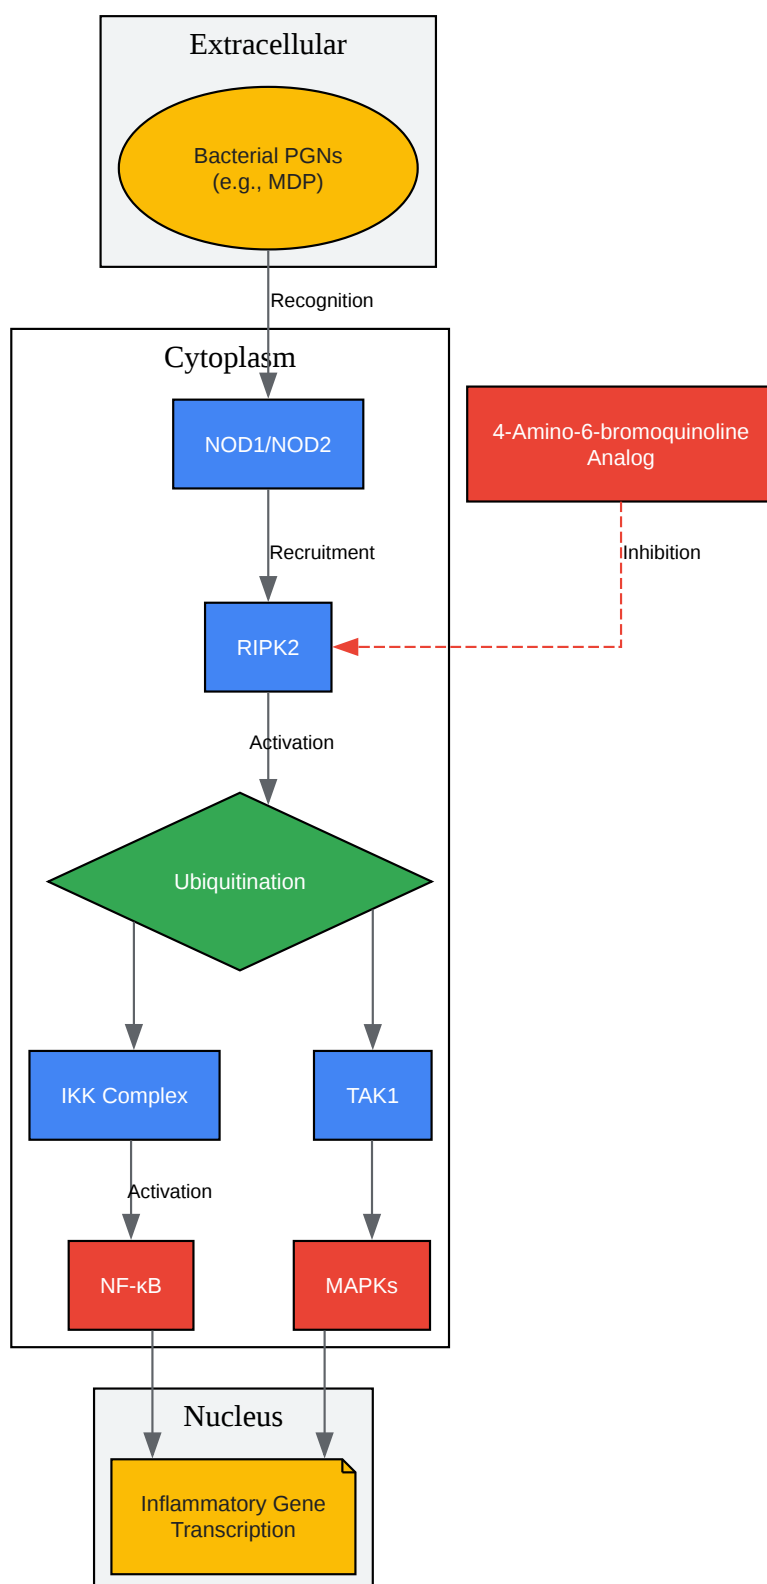 Extracellular
Bacterial PGNs
(e.g., MDP)
Recognition
Cytoplasm
NOD1/NOD2
4-Amino-6-bromoquinoline
Analog
Recruitment
Inhibition
RIPK2
Activation
Ubiquitination
IKK Complex
TAK1
Activation
NF-κB
MAPKs
Nucleus
Inflammatory Gene
Transcription